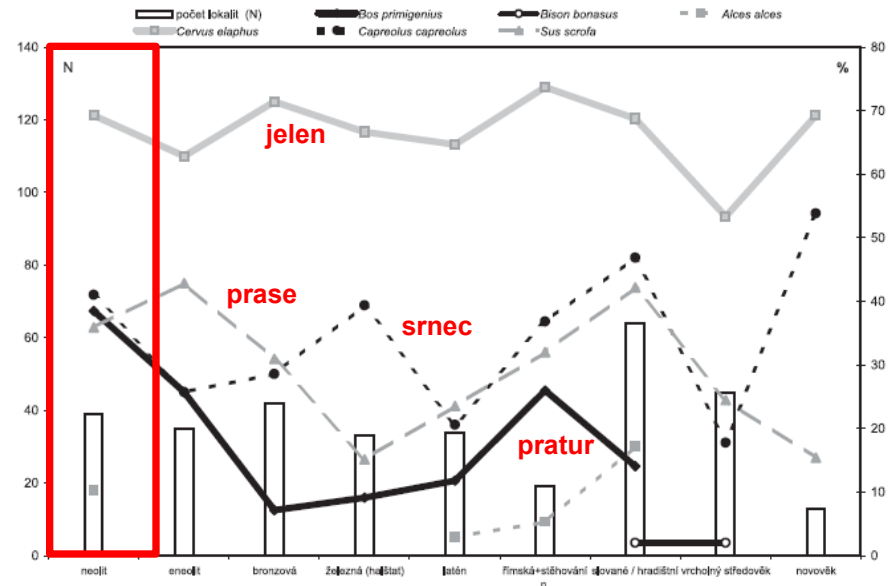 počet lokalit (N) Bos primigenius Bison bonasus Alces alces
Cervus elaphus Capreolus capreolus Sus scrofa
140 80
N %
120 70
100 60
80 50
60 40
40 30
20 20
0 10
0
jelen
prase
srnec
pratur
neolit eneolit bronzová železná (halštat) latén římská+stěhování slované / hradištní vrcholný středověk novověk